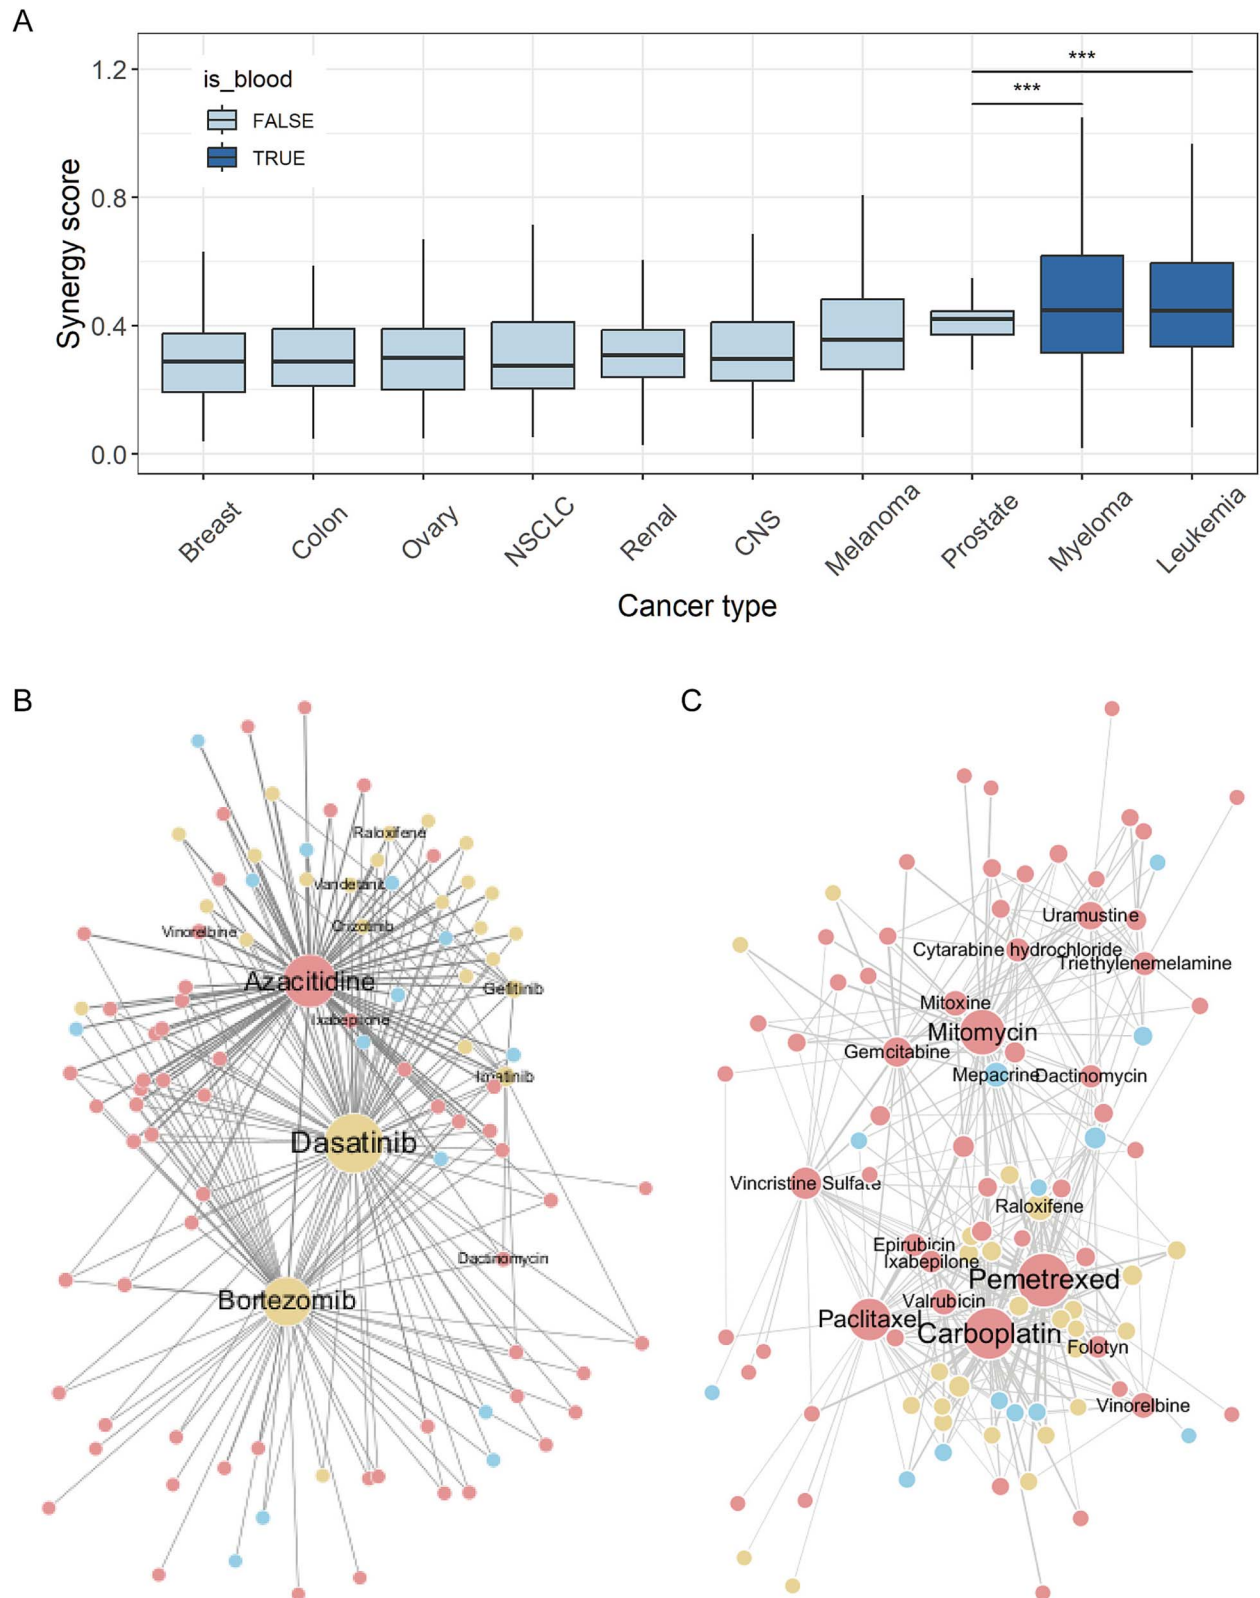 A
is_blood
FALSE
TRUE
***
***
Synergy score
1.2
0.8
0.4
0.0
Breast
Colon
Ovary
NSCLC
Renal
CNS
Melanoma
Prostate
Myeloma
Leukemia
Cancer type
B
Raloxifene
Vandetanib
Crizotinib
Vinorelbine
Azacitidine
Gefitinib
Ixabepilone
Imatinib
Dasatinib
Dactinomycin
Bortezomib
C
Uramustine
Cytarabine hydrochloride
Triethylenemelamine
Mitoxine
Mitomycin
Gemcitabine
Mepacrine
Dactinomycin
Vincristine Sulfate
Raloxifene
Epirubicin
Ixabepilone
Pemetrexed
Valrubicin
Paclitaxel
Carboplatin
Folotyn
Vinorelbine